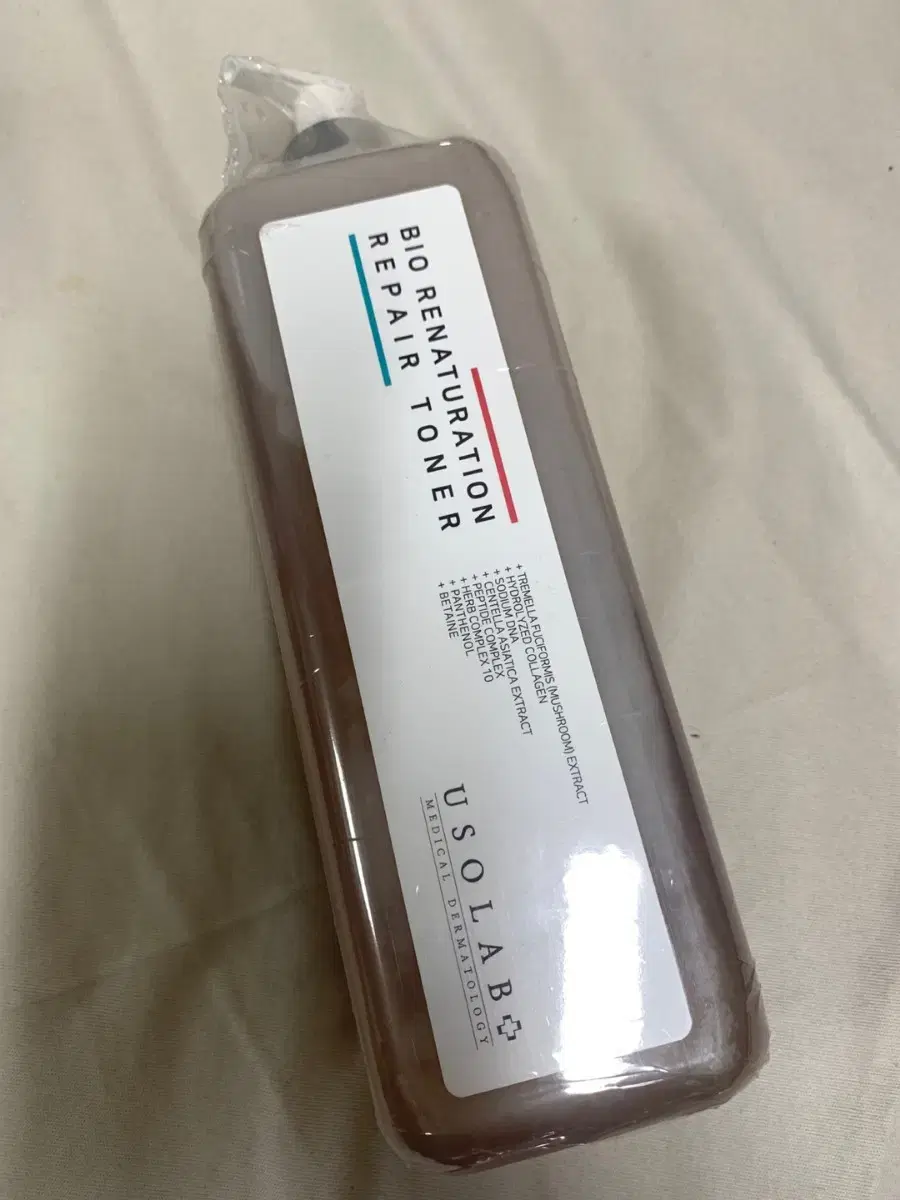 BIO RENATURATION
REPAIR TONER
+ TREMELLA FUCIFORMIS (MUSHROOM) EXTRACT
+ HYDROLYZED COLLAGEN
+ SODIUM DNA
+ CENTELLA ASIATICA EXTRACT
+ PEPTIDE COMPLEX
+ HERB COMPLEX 10
+ PANTHENOL
+ BETAINE
USOLAB
MEDICAL DERMATOLOGY